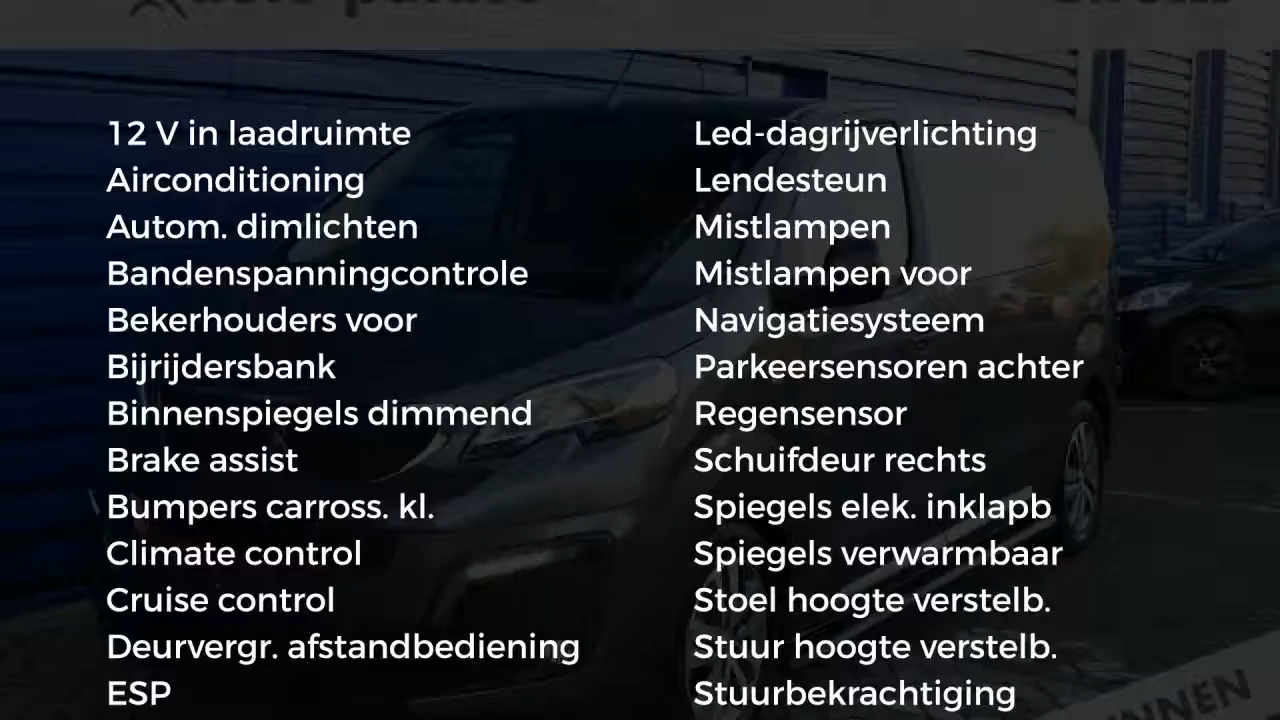 12 V in laadruimte
Airconditioning
Autom. dimlichten
Bandenspanningcontrole
Bekerhouders voor
Bijrijdersbank
Binnenspiegels dimmend
Brake assist
Bumpers carross. kl.
Climate control
Cruise control
Deurvergr. afstandbediening
ESP
Led-dagrijverlichting
Lendesteun
Mistlampen
Mistlampen voor
Navigatiesysteem
Parkeersensoren achter
Regensensor
Schuifdeur rechts
Spiegels elek. inklapb
Spiegels verwarmbaar
Stoel hoogte verstelb.
Stuur hoogte verstelb.
Stuurbekrachtiging